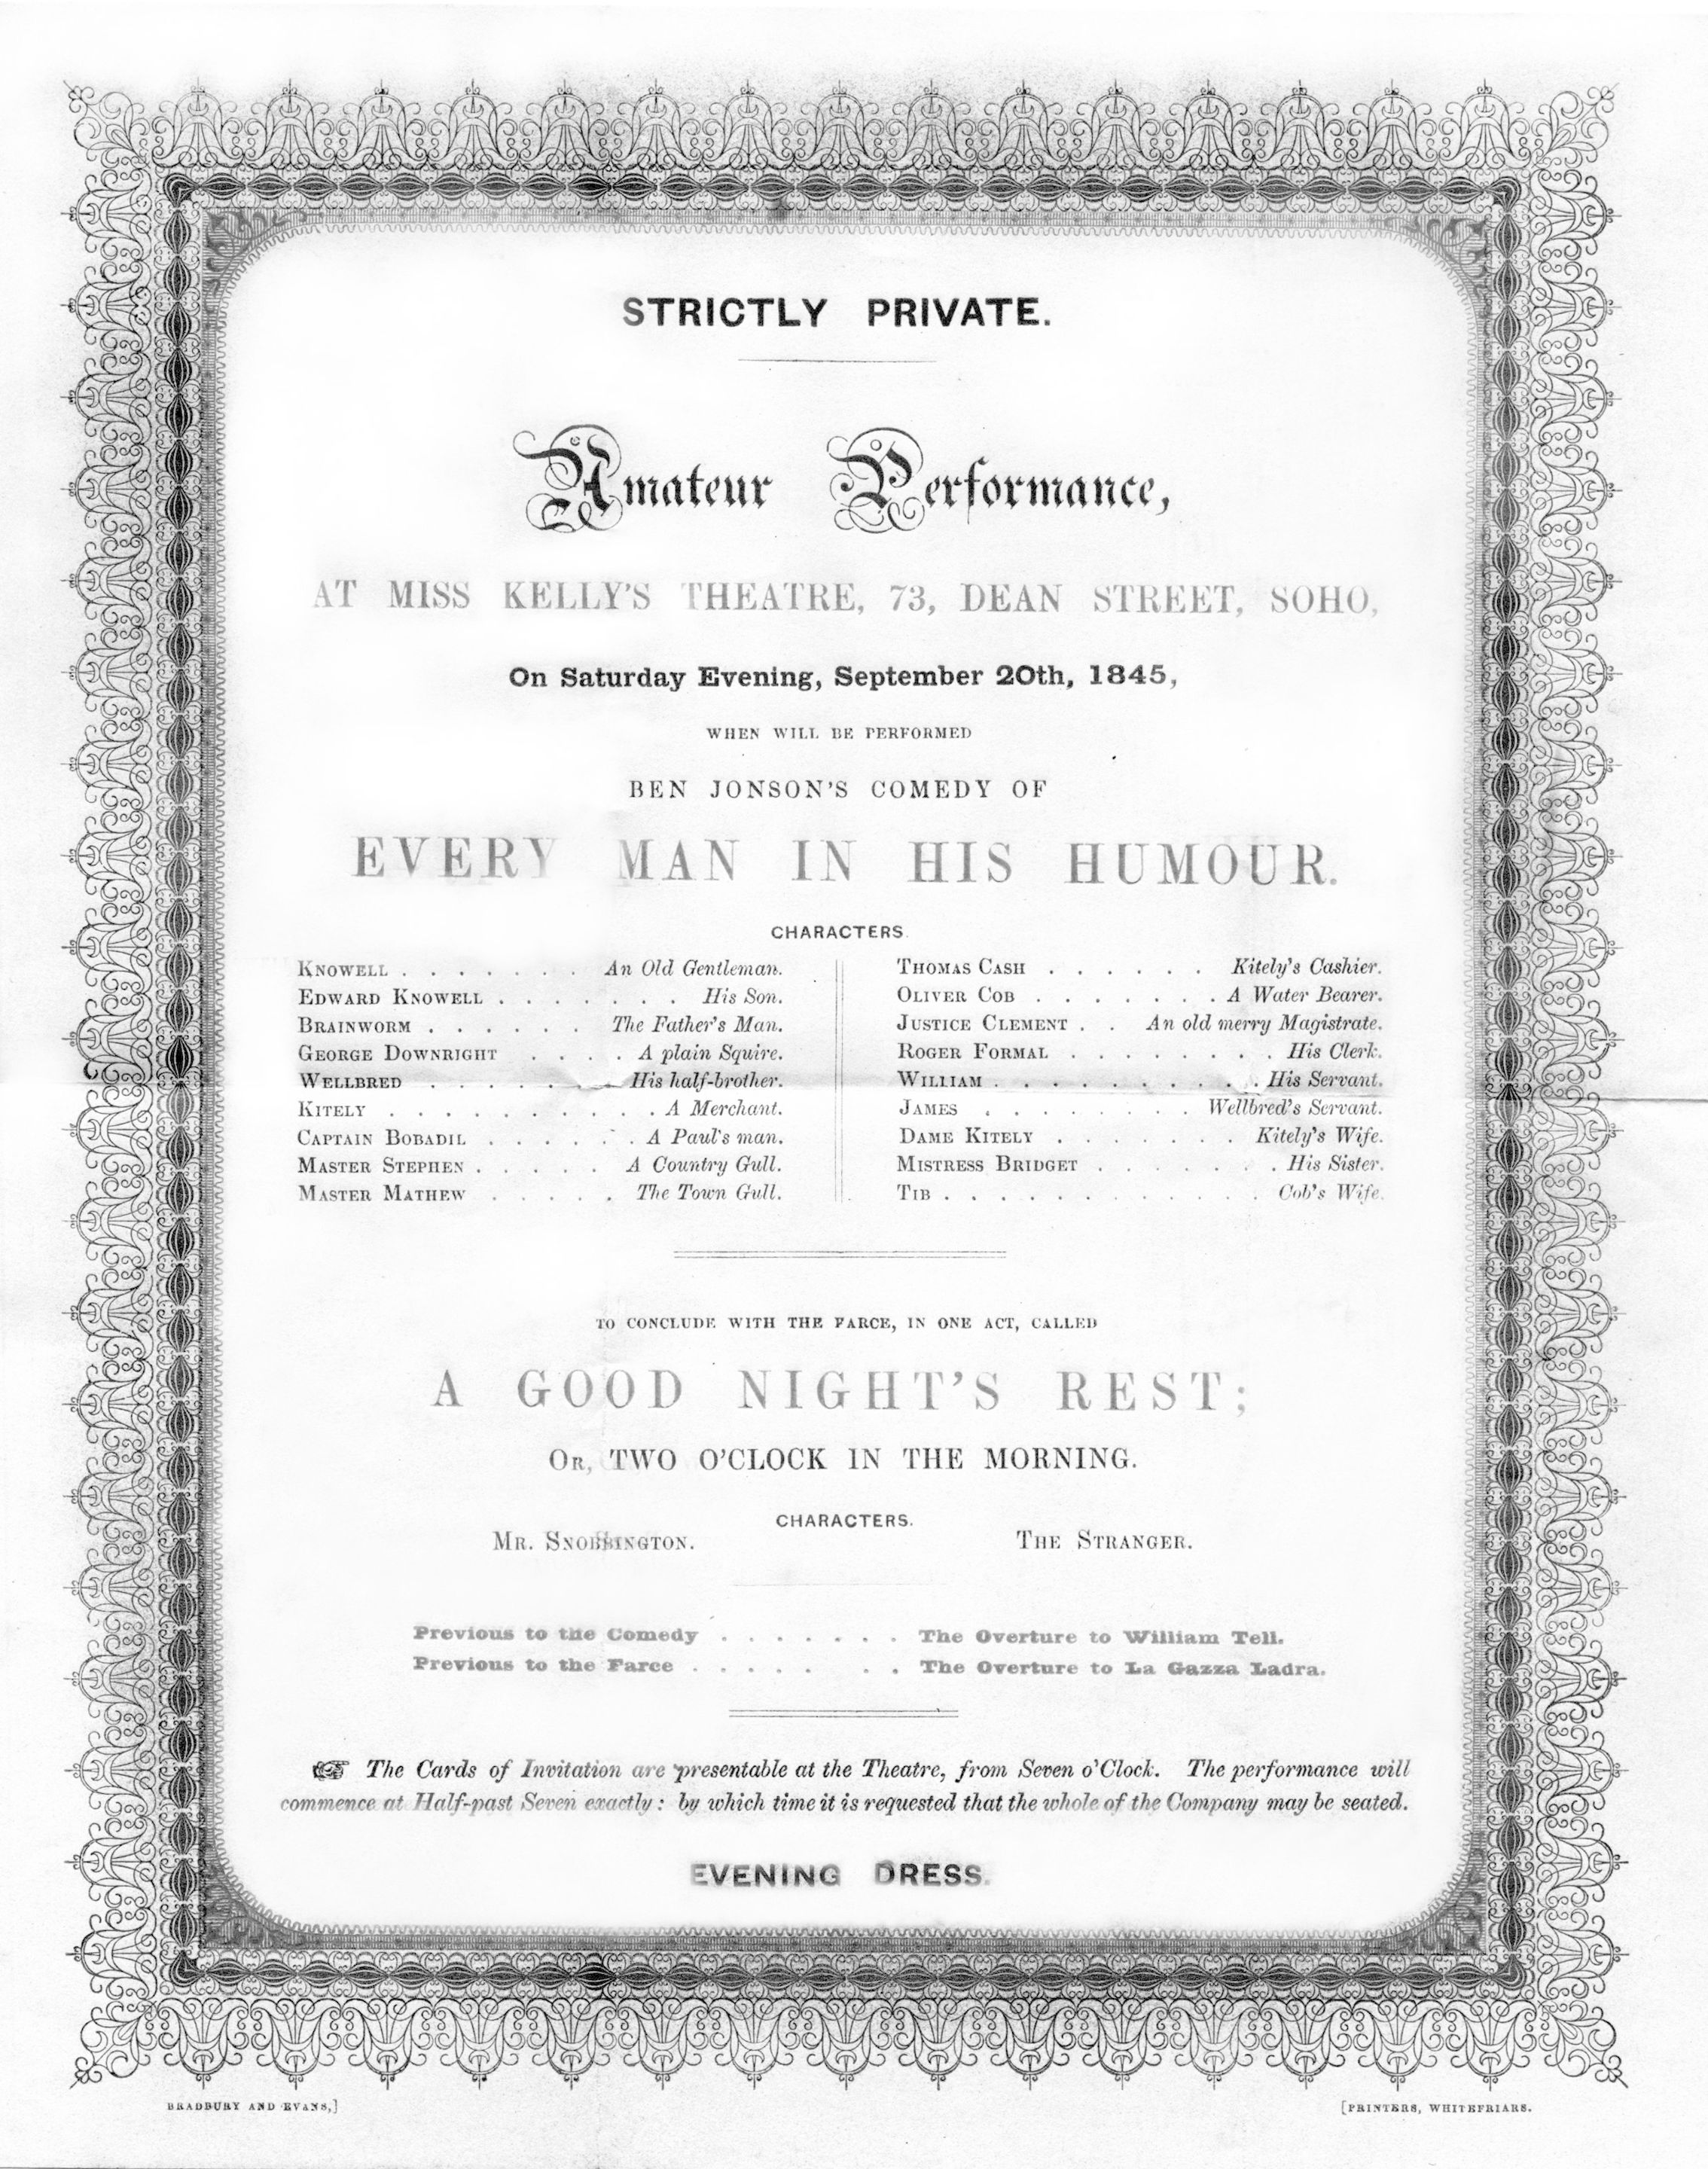 STRICTLY PRIVATE.
Amateur Performance,
AT MISS KELLY'S THEATRE, 73, DEAN STREET, SOHO,
On Saturday Evening, September 20th, 1845,
WHEN WILL BE PERFORMED
BEN JONSON'S COMEDY OF
EVERY MAN IN HIS HUMOUR.
CHARACTERS.
KNOWELL . . . . . . . An Old Gentleman.
EDWARD KNOWELL . . . . . . . His Son.
BRAINWORM . . . . . . The Father's Man.
GEORGE DOWNRIGHT . . . . A plain Squire.
WELLBRED . . . . . . His half-brother.
KITELY . . . . . . . . . . A Merchant.
CAPTAIN BOBADIL . . . . . . A Paul's man.
MASTER STEPHEN . . . . . A Country Gull.
MASTER MATHEW . . . . . The Town Gull.
THOMAS CASH . . . . . . Kitely's Cashier.
OLIVER COB . . . . . . . A Water Bearer.
JUSTICE CLEMENT . . An old merry Magistrate.
ROGER FORMAL . . . . . . . . His Clerk.
WILLIAM . . . . . . . . . . His Servant.
JAMES . . . . . . . . Wellbred's Servant.
DAME KITELY . . . . . . . Kitely's Wife.
MISTRESS BRIDGET . . . . . . . His Sister.
TIB . . . . . . . . . . . . Cob's Wife.
TO CONCLUDE WITH THE FARCE, IN ONE ACT, CALLED
A GOOD NIGHT'S REST;
OR, TWO O'CLOCK IN THE MORNING.
CHARACTERS.
MR. SNOBBINGTON. THE STRANGER.
Previous to the Comedy . . . . . . . The Overture to William Tell.
Previous to the Farce . . . . . . . The Overture to La Gazza Ladra.
☞ The Cards of Invitation are presentable at the Theatre, from Seven o'Clock. The performance will
commence at Half-past Seven exactly: by which time it is requested that the whole of the Company may be seated.
EVENING DRESS.
BRADBURY AND EVANS,] [PRINTERS, WHITEFRIARS.